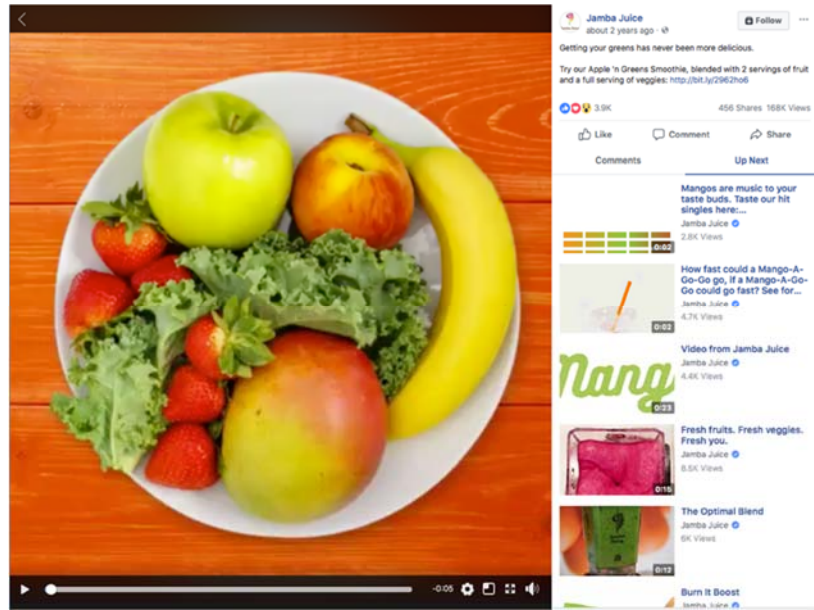 Jamba Juice
about 2 years ago
Follow
Getting your greens has never been more delicious.
Try our Apple 'n Greens Smoothie, blended with 2 servings of fruit
and a full serving of veggies: http://bit.ly/2962ho6
3.9K
456 Shares 168K Views
Like
Comment
Share
Comments
Up Next
Mangos are music to your
taste buds. Taste our hit
singles here:...
Jamba Juice
2.8K Views
0:02
How fast could a Mango-A-
Go-Go go, if a Mango-A-Go-
Go could go fast? See for...
Jamba Juice
4.7K Views
0:02
Video from Jamba Juice
Jamba Juice
4.4K Views
Mang
0:23
Fresh fruits. Fresh veggies.
Fresh you.
Jamba Juice
6.5K Views
0:15
The Optimal Blend
Jamba Juice
6K Views
0:12
Burn It Boost
Jamba Juice
-0:05